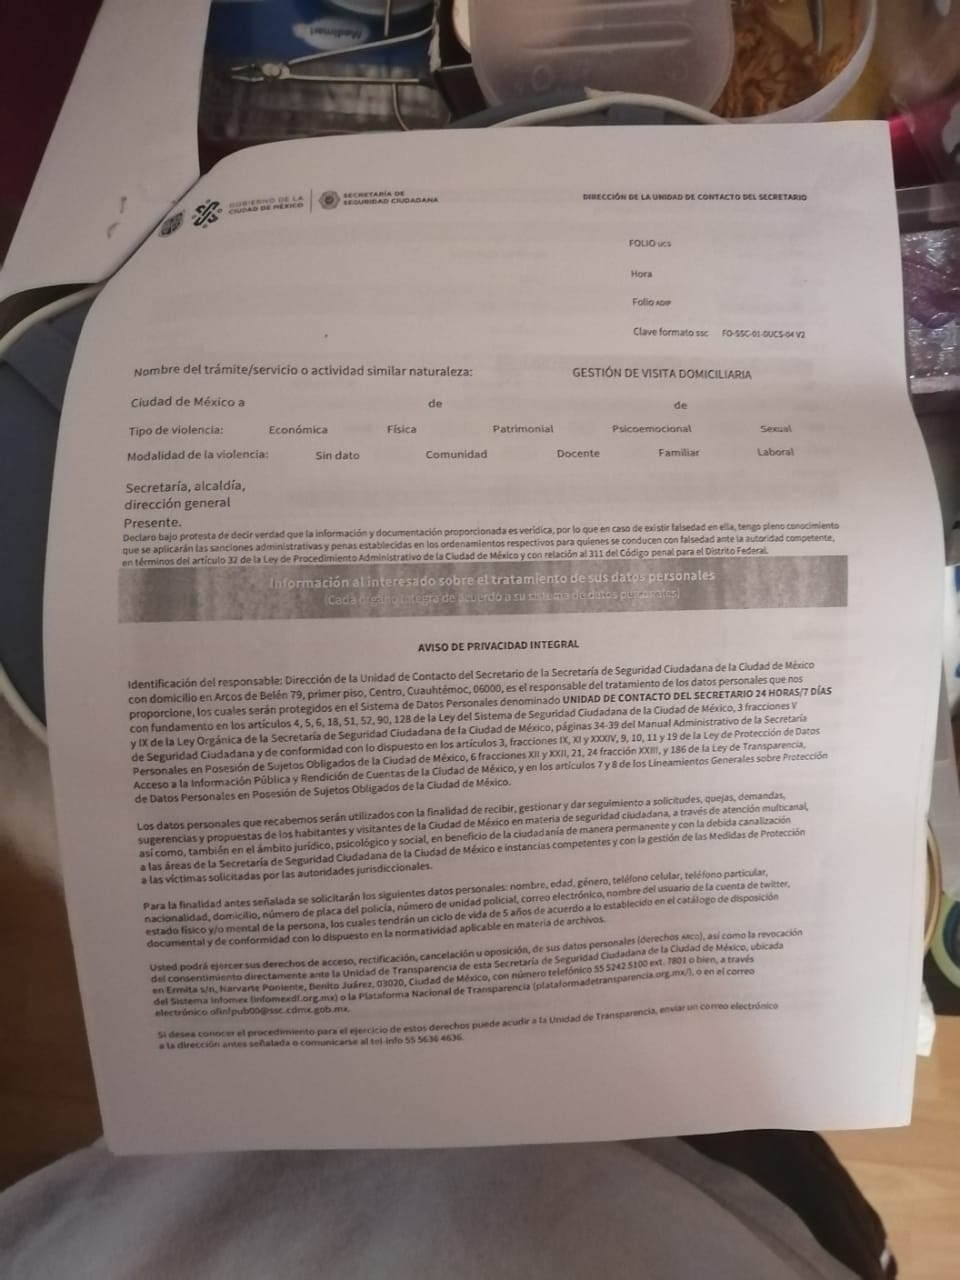 Medimart
GOBIERNO DE LA
CIUDAD DE MÉXICO
SECRETARÍA DE
SEGURIDAD CIUDADANA
DIRECCIÓN DE LA UNIDAD DE CONTACTO DEL SECRETARIO
FOLIO UCS
Hora
Folio ADIP
Clave formato SSC FO-SSC-01-DUCS-04 V2
Nombre del trámite/servicio o actividad similar naturaleza: GESTIÓN DE VISITA DOMICILIARIA
Ciudad de México a de de
Tipo de violencia: Económica Física Patrimonial Psicoemocional Sexual
Modalidad de la violencia: Sin dato Comunidad Docente Familiar Laboral
Secretaría, alcaldía,
dirección general
Presente.
Declaro bajo protesta de decir verdad que la información y documentación proporcionada es verídica, por lo que en caso de existir falsedad en ella, tengo pleno conocimiento
que se aplicarán las sanciones administrativas y penas establecidas en los ordenamientos respectivos para quienes se conducen con falsedad ante la autoridad competente,
en términos del artículo 32 de la Ley de Procedimiento Administrativo de la Ciudad de México y con relación al 311 del Código penal para el Distrito Federal.
Información al interesado sobre el tratamiento de sus datos personales
(Cada órgano integra de acuerdo a su sistema de datos personales)
AVISO DE PRIVACIDAD INTEGRAL
Identificación del responsable: Dirección de la Unidad de Contacto del Secretario de la Secretaría de Seguridad Ciudadana de la Ciudad de México
con domicilio en Arcos de Belén 79, primer piso, Centro, Cuauhtémoc, 06000, es el responsable del tratamiento de los datos personales que nos
proporcione, los cuales serán protegidos en el Sistema de Datos Personales denominado UNIDAD DE CONTACTO DEL SECRETARIO 24 HORAS/7 DÍAS
con fundamento en los artículos 4, 5, 6, 18, 51, 52, 90, 128 de la Ley del Sistema de Seguridad Ciudadana de la Ciudad de México, 3 fracciones V
y IX de la Ley Orgánica de la Secretaría de Seguridad Ciudadana de la Ciudad de México, páginas 34-39 del Manual Administrativo de la Secretaría
de Seguridad Ciudadana y de conformidad con lo dispuesto en los artículos 3, fracciones IX, XI y XXXIV, 9, 10, 11 y 19 de la Ley de Protección de Datos
Personales en Posesión de Sujetos Obligados de la Ciudad de México, 6 fracciones XII y XXII, 21, 24 fracción XXIII, y 186 de la Ley de Transparencia,
Acceso a la Información Pública y Rendición de Cuentas de la Ciudad de México, y en los artículos 7 y 8 de los Lineamientos Generales sobre Protección
de Datos Personales en Posesión de Sujetos Obligados de la Ciudad de México.
Los datos personales que recabemos serán utilizados con la finalidad de recibir, gestionar y dar seguimiento a solicitudes, quejas, demandas,
sugerencias y propuestas de los habitantes y visitantes de la Ciudad de México en materia de seguridad ciudadana, a través de atención multicanal,
así como, también en el ámbito jurídico, psicológico y social, en beneficio de la ciudadanía de manera permanente y con la debida canalización
a las áreas de la Secretaría de Seguridad Ciudadana de la Ciudad de México e instancias competentes y con la gestión de las Medidas de Protección
a las víctimas solicitadas por las autoridades jurisdiccionales.
Para la finalidad antes señalada se solicitarán los siguientes datos personales: nombre, edad, género, teléfono celular, teléfono particular,
nacionalidad, domicilio, número de placa del policía, número de unidad policial, correo electrónico, nombre del usuario de la cuenta de twitter,
estado físico y/o mental de la persona, los cuales tendrán un ciclo de vida de 5 años de acuerdo a lo establecido en el catálogo de disposición
documental y de conformidad con lo dispuesto en la normatividad aplicable en materia de archivos.
Usted podrá ejercer sus derechos de acceso, rectificación, cancelación u oposición, de sus datos personales (derechos ARCO), así como la revocación
del consentimiento directamente ante la Unidad de Transparencia de esta Secretaría de Seguridad Ciudadana de la Ciudad de México, ubicada
en Ermita s/n, Narvarte Poniente, Benito Juárez, 03020, Ciudad de México, con número telefónico 55 5242 5100 ext. 7801 o bien, a través
del Sistema Infomex (infomexdf.org.mx) o la Plataforma Nacional de Transparencia (plataformadetransparencia.org.mx/), o en el correo
electrónico ofinfpub00@ssc.cdmx.gob.mx.
Si desea conocer el procedimiento para el ejercicio de estos derechos puede acudir a la Unidad de Transparencia, enviar un correo electrónico
a la dirección antes señalada o comunicarse al tel-info 55 5636 4636.